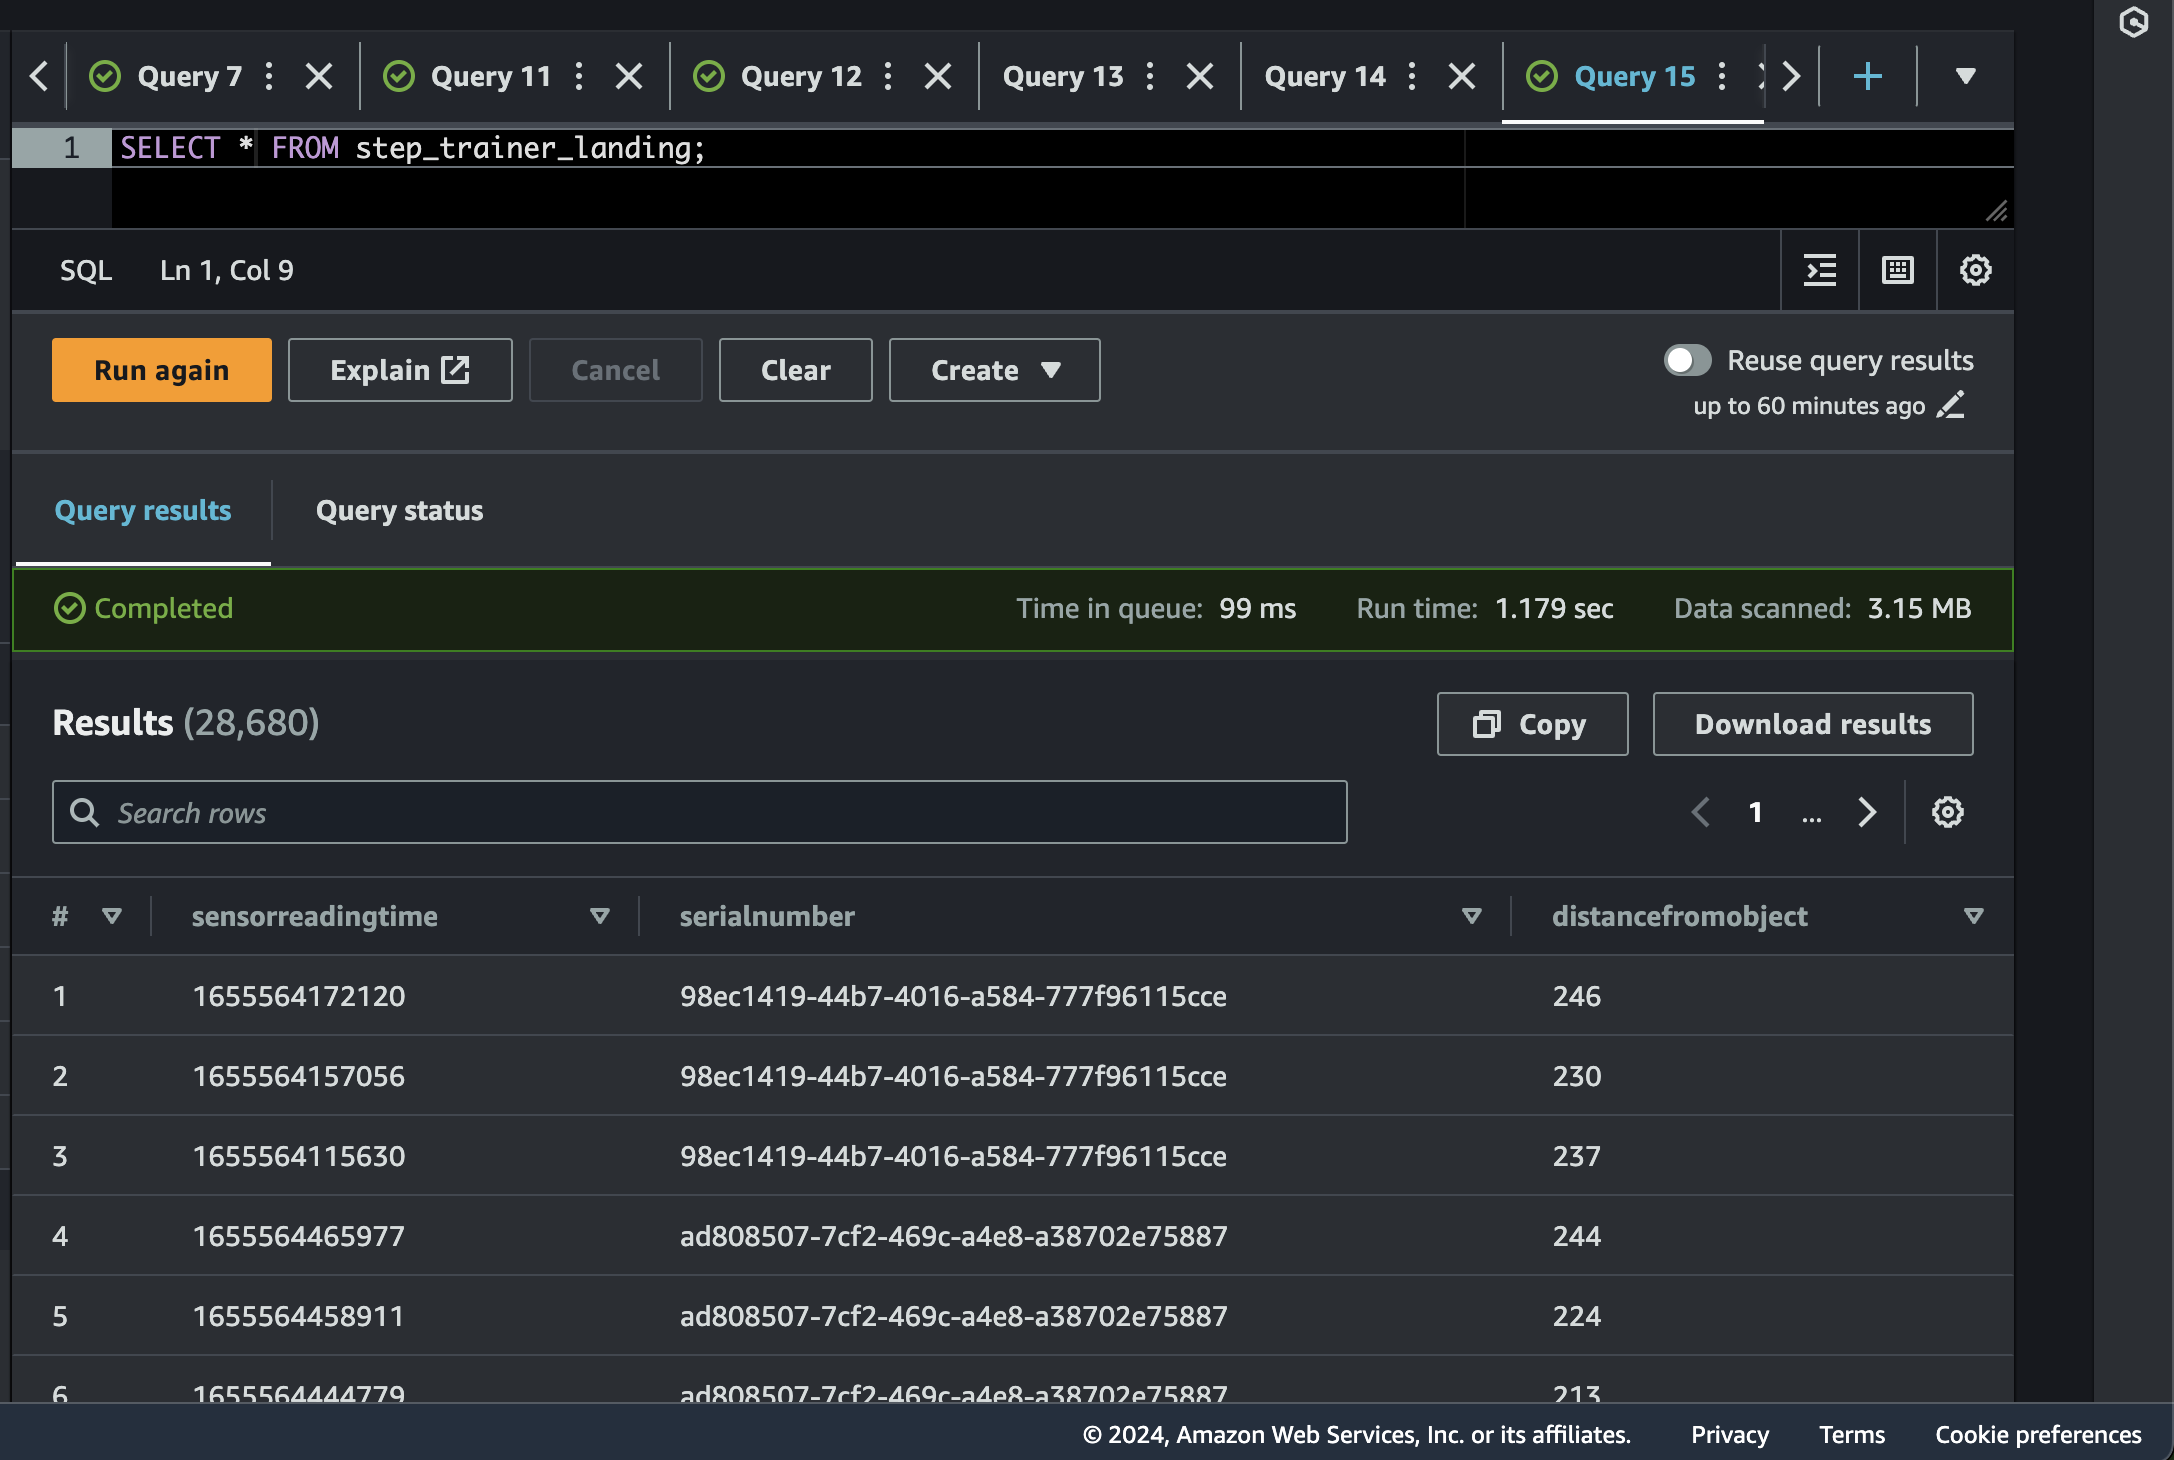 Query 7 Query 11 Query 12 Query 13 Query 14 Query 15
1 SELECT * FROM step_trainer_landing;
SQL Ln 1, Col 9
Run again Explain Cancel Clear Create Reuse query results
up to 60 minutes ago
Query results Query status
Completed Time in queue: 99 ms Run time: 1.179 sec Data scanned: 3.15 MB
Results (28,680) Copy Download results
Search rows 1 ...
# sensorreadingtime serialnumber distancefromobject
1 1655564172120 98ec1419-44b7-4016-a584-777f96115cce 246
2 1655564157056 98ec1419-44b7-4016-a584-777f96115cce 230
3 1655564115630 98ec1419-44b7-4016-a584-777f96115cce 237
4 1655564465977 ad808507-7cf2-469c-a4e8-a38702e75887 244
5 1655564458911 ad808507-7cf2-469c-a4e8-a38702e75887 224
6 1655564444779 ad808507-7cf2-469c-a4e8-a38702e75887 213
© 2024, Amazon Web Services, Inc. or its affiliates. Privacy Terms Cookie preferences